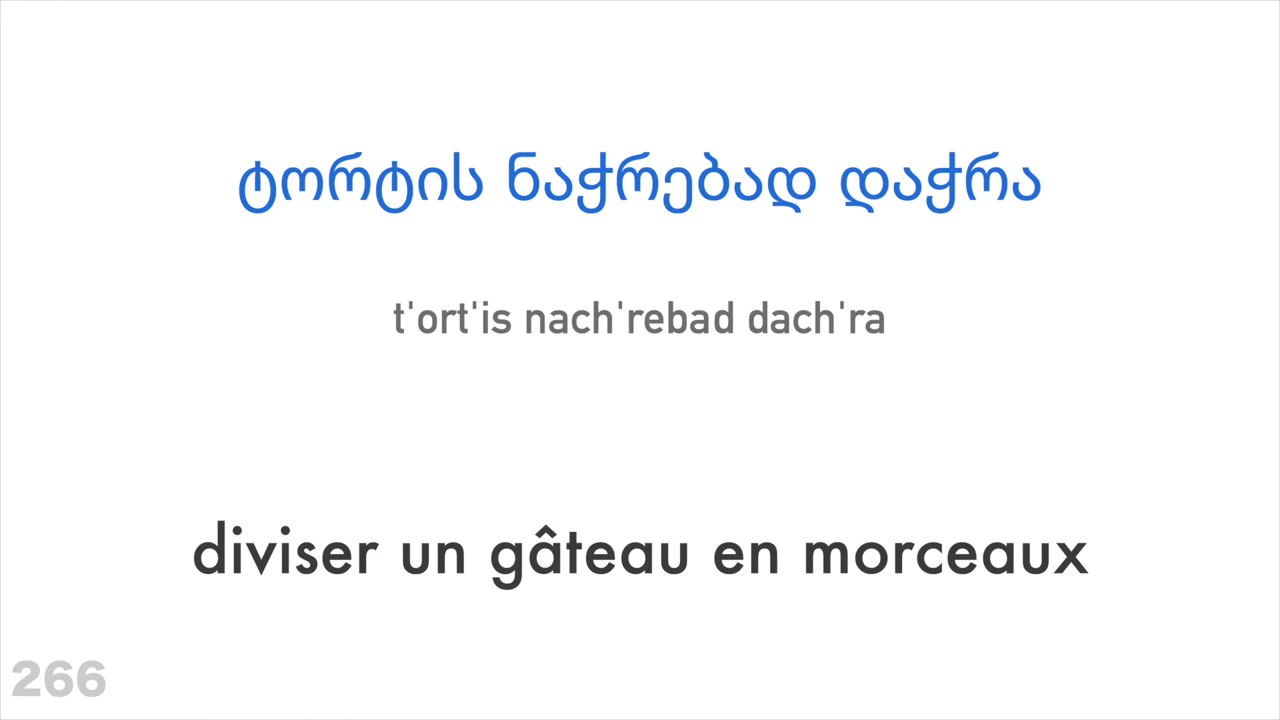 ტორტის ნაჭრებად დაჭრა
t'ort'is nach'rebad dach'ra
diviser un gâteau en morceaux
266